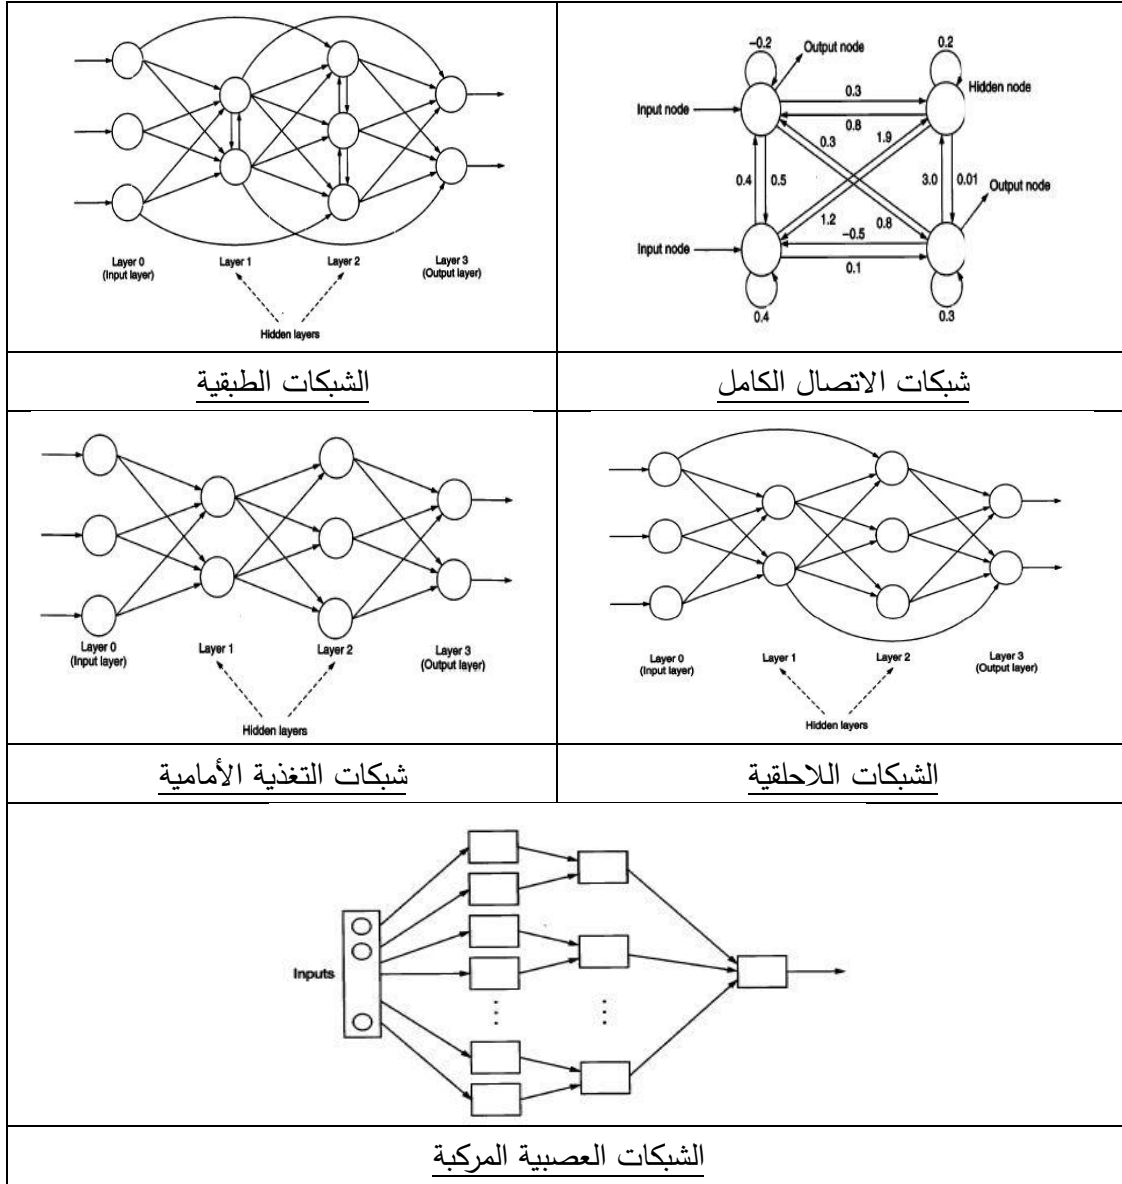 Layer 0
(Input layer)
Layer 1
Layer 2
Layer 3
(Output layer)
Hidden layers
−0.2
Output node
0.2
Hidden node
Input node
0.3
0.8
0.3
1.9
0.4
0.5
3.0
0.01
Output node
1.2
0.8
−0.5
Input node
0.1
0.4
0.3
الشبكات الطبقية
شبكات الاتصال الكامل
Layer 0
(Input layer)
Layer 1
Layer 2
Layer 3
(Output layer)
Hidden layers
Layer 0
(Input layer)
Layer 1
Layer 2
Layer 3
(Output layer)
Hidden layers
شبكات التغذية الأمامية
الشبكات اللاحلقية
Inputs
الشبكات العصبية المركبة